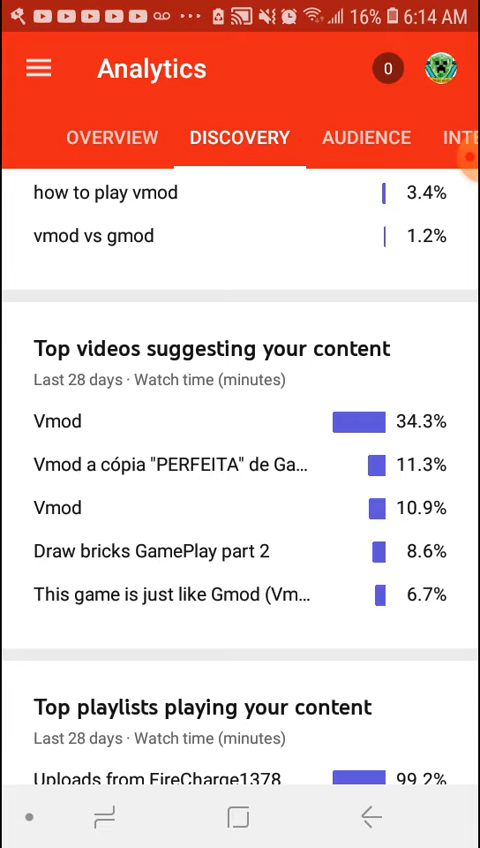 16% 6:14 AM
Analytics 0
OVERVIEW DISCOVERY AUDIENCE INTE
how to play vmod 3.4%
vmod vs gmod 1.2%
Top videos suggesting your content
Last 28 days · Watch time (minutes)
Vmod 34.3%
Vmod a cópia "PERFEITA" de Ga... 11.3%
Vmod 10.9%
Draw bricks GamePlay part 2 8.6%
This game is just like Gmod (Vm... 6.7%
Top playlists playing your content
Last 28 days · Watch time (minutes)
Uploads from FireCharge1378 99.2%